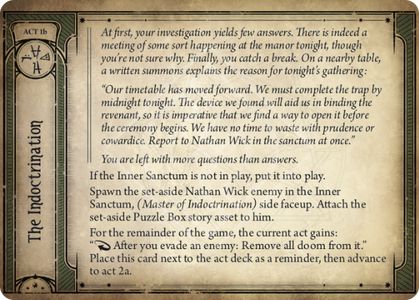 ACT 1b
The Indoctrination
At first, your investigation yields few answers. There is indeed a
meeting of some sort happening at the manor tonight, though
you're not sure why. Finally, you catch a break. On a nearby table,
a written summons explains the reason for tonight's gathering:
"Our timetable has moved forward. We must complete the trap by
midnight tonight. The device we found will aid us in binding the
revenant, so it is imperative that we find a way to open it before
the ceremony begins. We have no time to waste with prudence or
cowardice. Report to Nathan Wick in the sanctum at once."
You are left with more questions than answers.
If the Inner Sanctum is not in play, put it into play.
Spawn the set-aside Nathan Wick enemy in the Inner
Sanctum, (Master of Indoctrination) side faceup. Attach the
set-aside Puzzle Box story asset to him.
For the remainder of the game, the current act gains:
" After you evade an enemy: Remove all doom from it."
Place this card next to the act deck as a reminder, then advance
to act 2a.